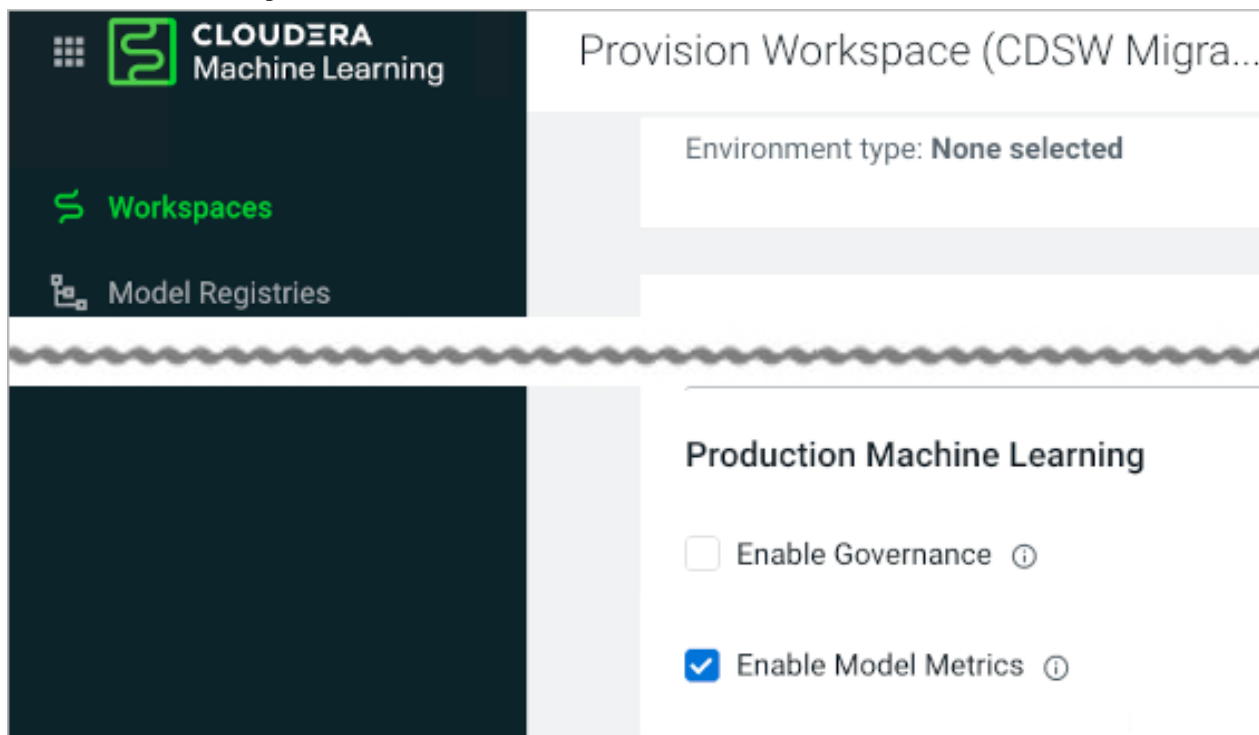 CLOUDERA
Machine Learning
Provision Workspace (CDSW Migra...
Environment type: None selected
Workspaces
Model Registries
Production Machine Learning
Enable Governance
Enable Model Metrics